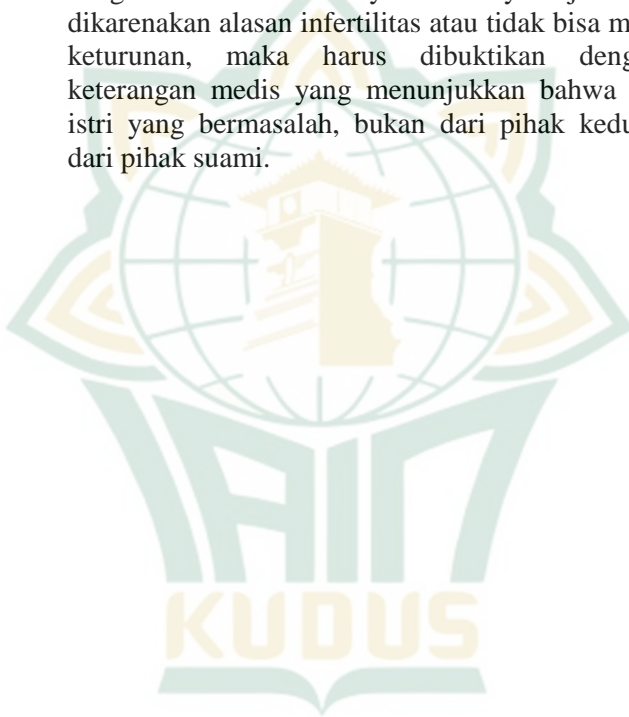 dikarenakan alasan infertilitas atau tidak bisa m
keturunan, maka harus dibuktikan deng
keterangan medis yang menunjukkan bahwa
istri yang bermasalah, bukan dari pihak kedu
dari pihak suami.
IAIN
KUDUS